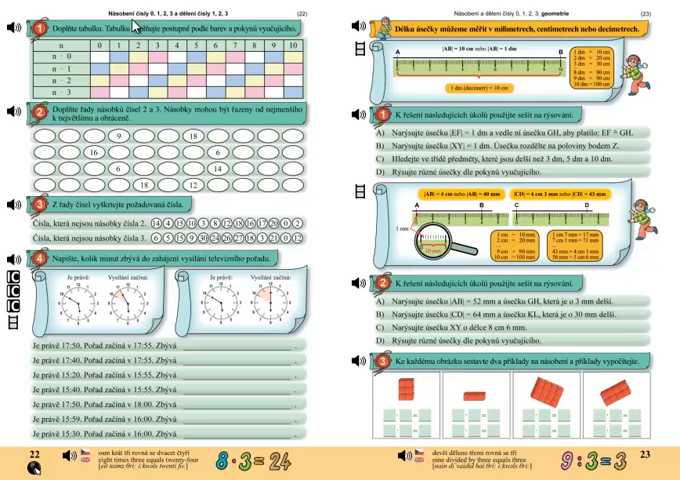 Násobení čísly 0, 1, 2, 3 a dělení čísly 1, 2, 3 (22)
1 Doplňte tabulku. Tabulku doplňujte postupně podle barev a pokynů vyučujícího.
n 0 1 2 3 4 5 6 7 8 9 10
n · 0
n · 1
n · 2
n · 3
2 Doplňte řady násobků čísel 2 a 3. Násobky mohou být řazeny od nejmenšího
k největšímu a obráceně.
9 18
16 6
6 14
18 12
3 Z řady čísel vyškrtejte požadovaná čísla.
Čísla, která nejsou násobky čísla 2. 14 4 15 10 3 8 12 18 16 17 20 0 2
Čísla, která nejsou násobky čísla 3. 6 5 15 9 30 24 26 27 18 3 21 0 12
4 Napište, kolik minut zbývá do zahájení vysílání televizního pořadu.
Je právě: Vysílání začíná: Je právě: Vysílání začíná:
Je právě 17:50. Pořad začíná v 17:55. Zbývá .
Je právě 17:40. Pořad začíná v 17:55. Zbývá .
Je právě 15:20. Pořad začíná v 15:55. Zbývá .
Je právě 15:40. Pořad začíná v 15:55. Zbývá .
Je právě 17:50. Pořad začíná v 18:00. Zbývá .
Je právě 15:59. Pořad začíná v 16:00. Zbývá .
Je právě 15:30. Pořad začíná v 16:00. Zbývá .
22
osm krát tři rovná se dvacet čtyři
eight times three equals twenty-four
8 · 3 = 24
Násobení a dělení čísly 0, 1, 2, 3; geometrie (23)
Délku úsečky můžeme měřit v milimetrech, centimetrech nebo decimetrech.
|AB| = 10 cm nebo |AB| = 1 dm
A B
1 dm (decimetr) = 10 cm
1 dm = 10 cm
2 dm = 20 cm
3 dm = 30 cm
8 dm = 80 cm
9 dm = 90 cm
10 dm = 100 cm
1 K řešení následujících úkolů použijte sešit na rýsování.
A) Narýsujte úsečku |EF| = 1 dm a vedle ní úsečku GH, aby platilo: EF ≅ GH.
B) Narýsujte úsečku |XY| = 1 dm. Úsečku rozdělte na poloviny bodem Z.
C) Hledejte ve třídě předměty, které jsou delší než 3 dm, 5 dm a 10 dm.
D) Rýsujte různé úsečky dle pokynů vyučujícího.
|AB| = 4 cm nebo |AB| = 40 mm |CD| = 4 cm 3 mm nebo |CD| = 43 mm
A B C D
1 mm
10 mm
1 cm = 10 mm
2 cm = 20 mm
9 cm = 90 mm
10 cm = 100 mm
1 cm 7 mm = 17 mm
7 cm 1 mm = 71 mm
43 mm = 4 cm 3 mm
56 mm = 5 cm 6 mm
2 K řešení následujících úkolů použijte sešit na rýsování.
A) Narýsujte úsečku |AB| = 52 mm a úsečku GH, která je o 3 mm delší.
B) Narýsujte úsečku |CD| = 64 mm a úsečku KL, která je o 30 mm delší.
C) Narýsujte úsečku XY o délce 8 cm 6 mm.
D) Rýsujte různé úsečky dle pokynů vyučujícího.
3 Ke každému obrázku sestavte dva příklady na násobení a příklady vypočítejte.
devět děleno třemi rovná se tři
nine divided by three equals three
9 : 3 = 3
23